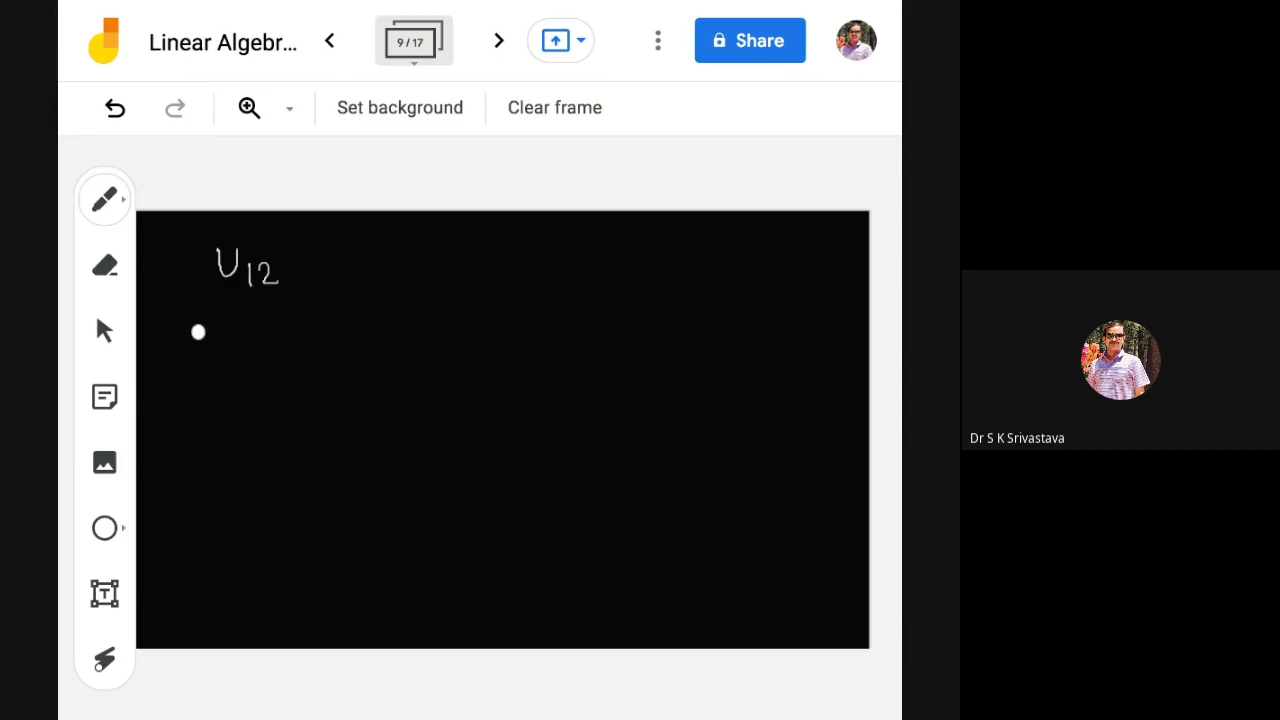 Linear Algebr...
9 / 17
Share
Set background
Clear frame
U12
T
Dr S K Srivastava